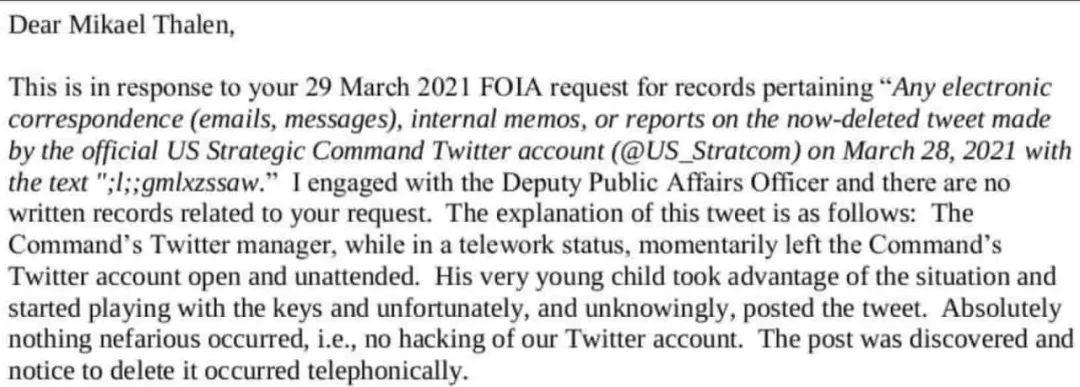 Dear Mikael Thalen,
This is in response to your 29 March 2021 FOIA request for records pertaining “Any electronic
correspondence (emails, messages), internal memos, or reports on the now-deleted tweet made
by the official US Strategic Command Twitter account (@US_Stratcom) on March 28, 2021 with
the text ";l;;gmlxzssaw.”  I engaged with the Deputy Public Affairs Officer and there are no
written records related to your request.  The explanation of this tweet is as follows:  The
Command’s Twitter manager, while in a telework status, momentarily left the Command’s
Twitter account open and unattended.  His very young child took advantage of the situation and
started playing with the keys and unfortunately, and unknowingly, posted the tweet.  Absolutely
nothing nefarious occurred, i.e., no hacking of our Twitter account.  The post was discovered and
notice to delete it occurred telephonically.